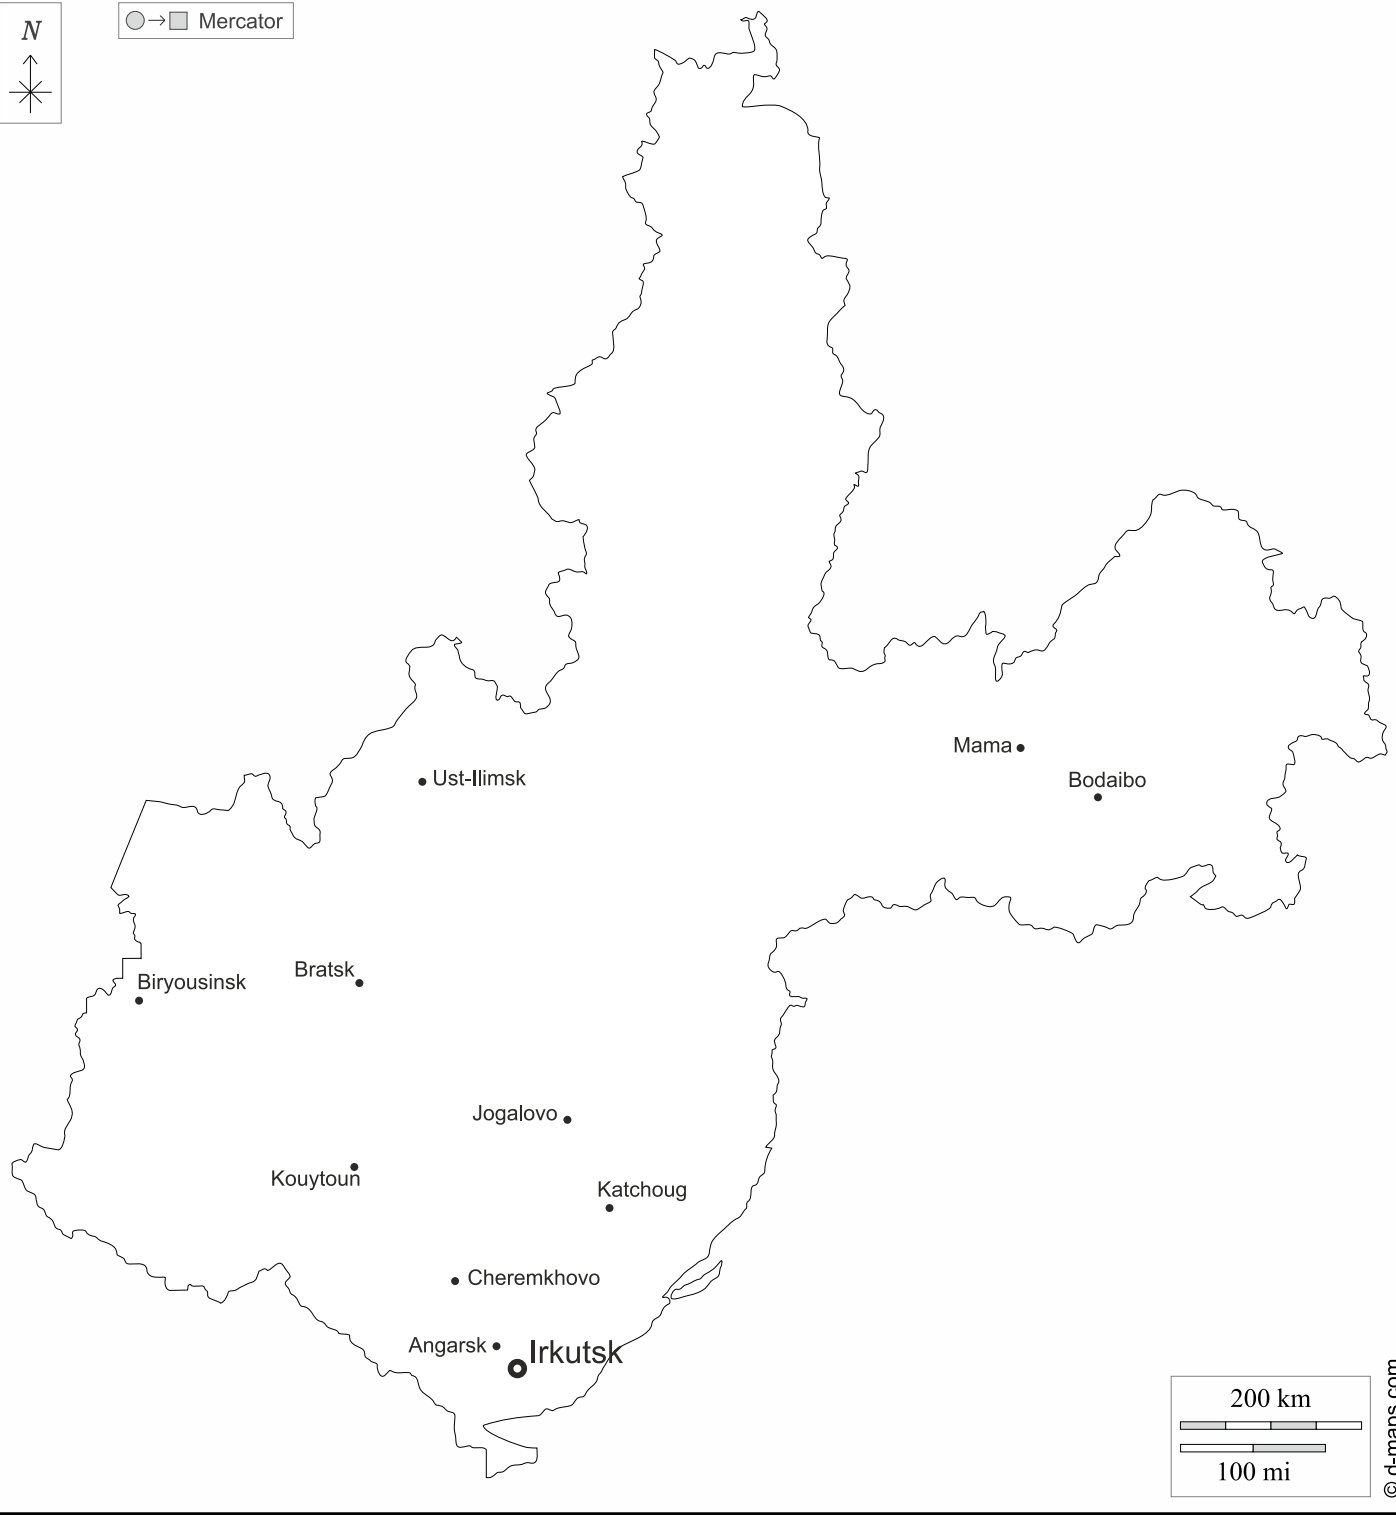 N
Mercator
Mama
Bodaibo
Ust-Ilimsk
Biryousinsk
Bratsk
Jogalovo
Kouytoun
Katchoug
Cheremkhovo
Angarsk
Irkutsk
200 km
100 mi
© d-maps.com